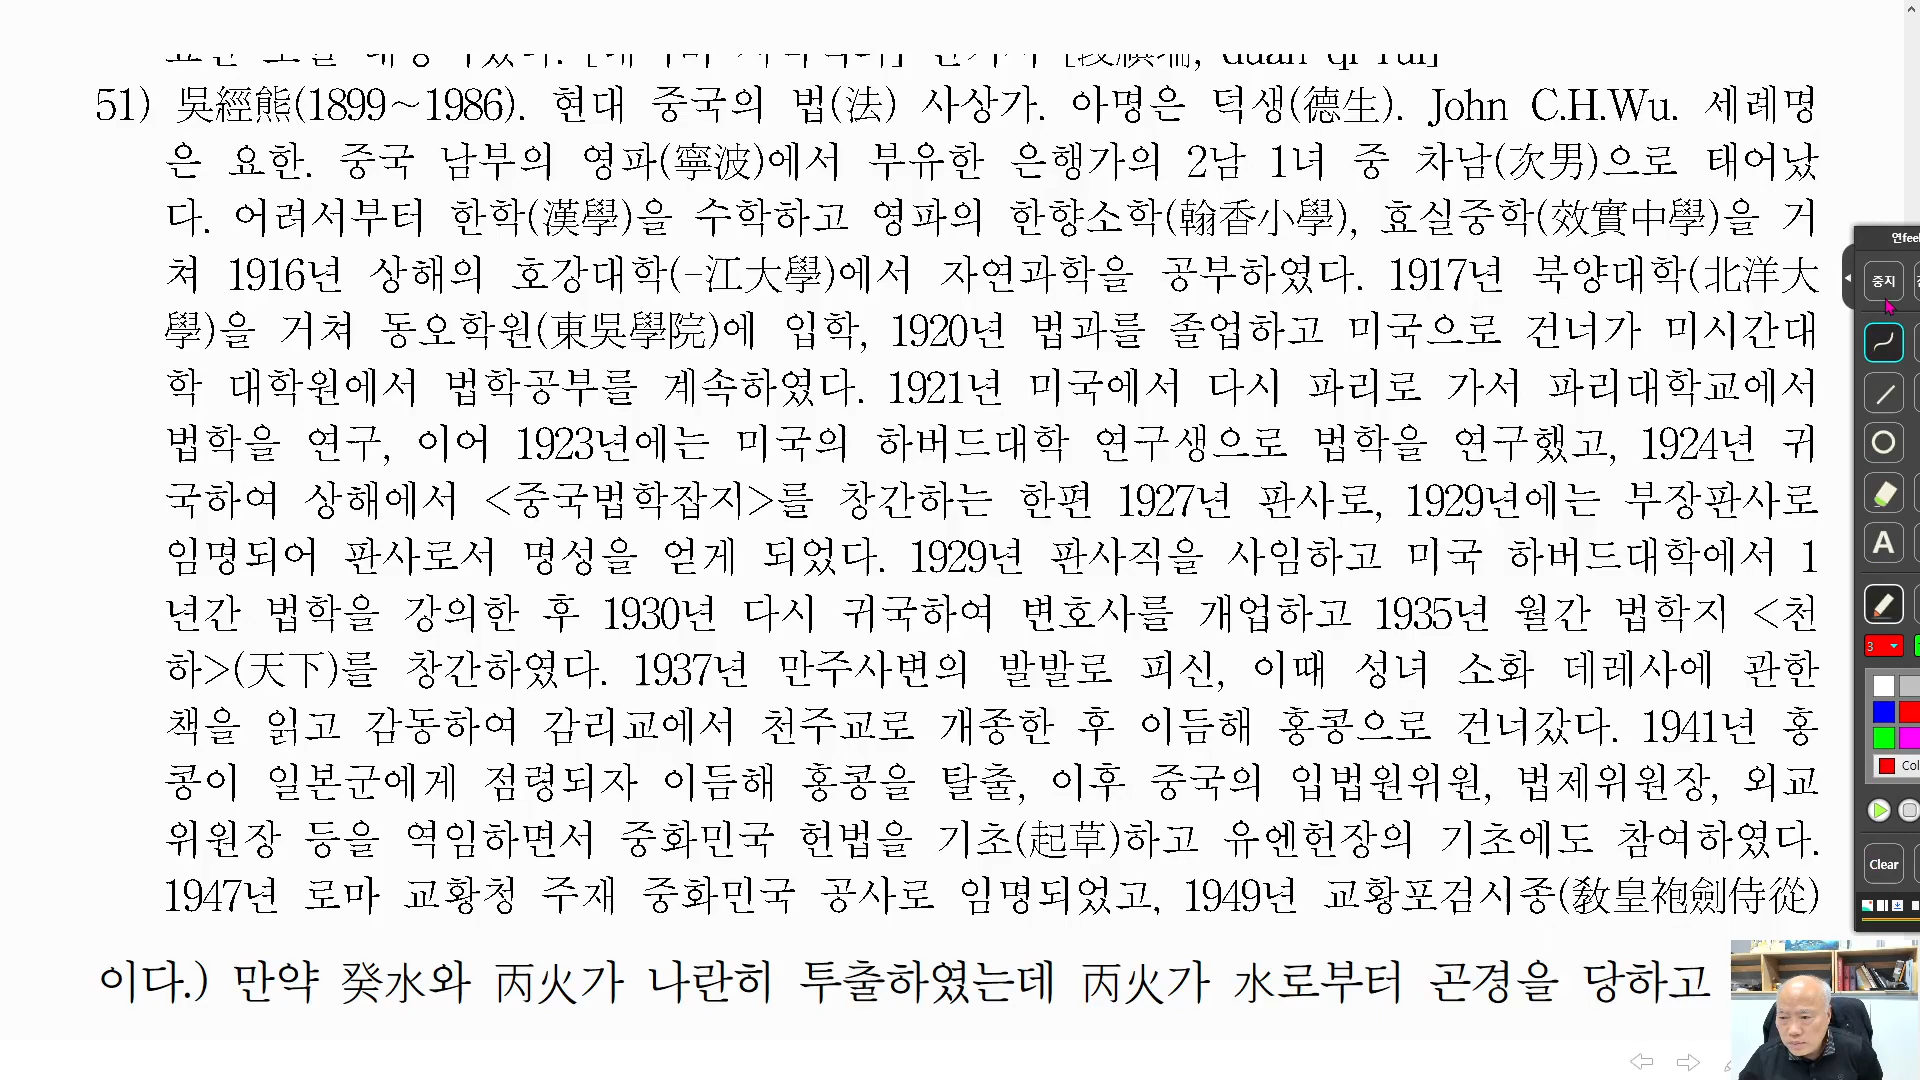 51) 吳經熊(1899～1986). 현대 중국의 법(法) 사상가. 아명은 덕생(德生). John C.H.Wu. 세례명
은 요한. 중국 남부의 영파(寧波)에서 부유한 은행가의 2남 1녀 중 차남(次男)으로 태어났
다. 어려서부터 한학(漢學)을 수학하고 영파의 한향소학(翰香小學), 효실중학(效實中學)을 거
쳐 1916년 상해의 호강대학(-江大學)에서 자연과학을 공부하였다. 1917년 북양대학(北洋大
學)을 거쳐 동오학원(東吳學院)에 입학, 1920년 법과를 졸업하고 미국으로 건너가 미시간대
학 대학원에서 법학공부를 계속하였다. 1921년 미국에서 다시 파리로 가서 파리대학교에서
법학을 연구, 이어 1923년에는 미국의 하버드대학 연구생으로 법학을 연구했고, 1924년 귀
국하여 상해에서 <중국법학잡지>를 창간하는 한편 1927년 판사로, 1929년에는 부장판사로
임명되어 판사로서 명성을 얻게 되었다. 1929년 판사직을 사임하고 미국 하버드대학에서 1
년간 법학을 강의한 후 1930년 다시 귀국하여 변호사를 개업하고 1935년 월간 법학지 <천
하>(天下)를 창간하였다. 1937년 만주사변의 발발로 피신, 이때 성녀 소화 데레사에 관한
책을 읽고 감동하여 감리교에서 천주교로 개종한 후 이듬해 홍콩으로 건너갔다. 1941년 홍
콩이 일본군에게 점령되자 이듬해 홍콩을 탈출, 이후 중국의 입법원위원, 법제위원장, 외교
위원장 등을 역임하면서 중화민국 헌법을 기초(起草)하고 유엔헌장의 기초에도 참여하였다.
1947년 로마 교황청 주재 중화민국 공사로 임명되었고, 1949년 교황포검시종(敎皇袍劍侍從)
이다.) 만약 癸水와 丙火가 나란히 투출하였는데 丙火가 水로부터 곤경을 당하고
연feel
중지
A
3
Col
Clear